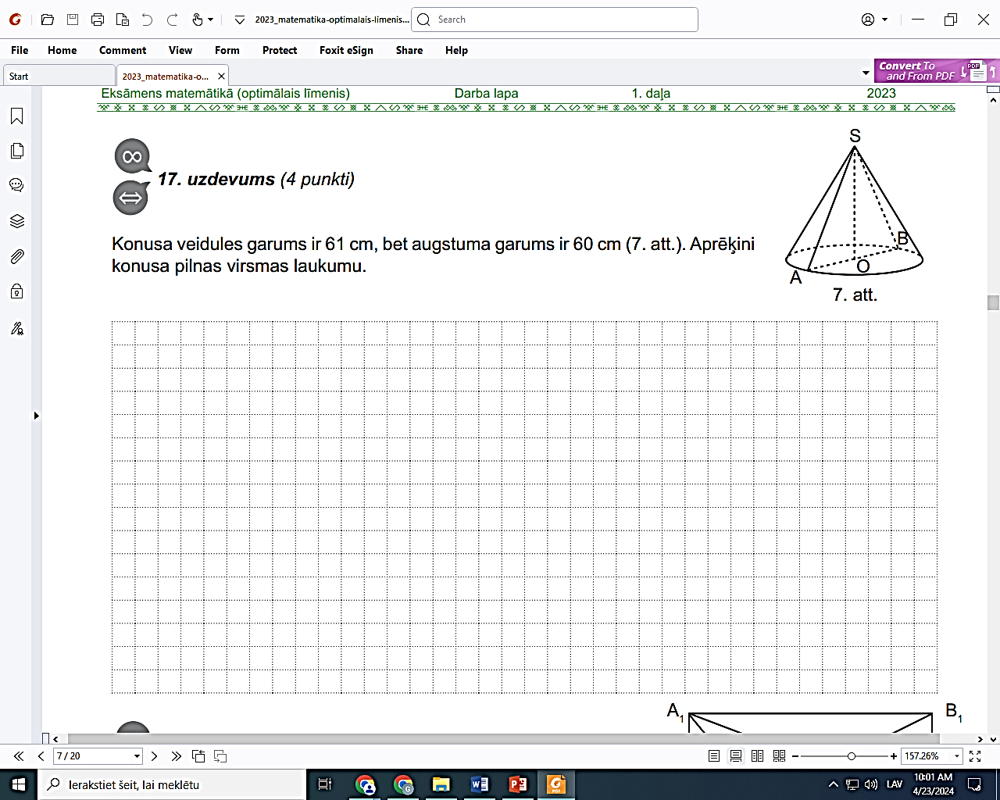 2023_matematika-optimalais-limenis...
Search
File Home Comment View Form Protect Foxit eSign Share Help
Start
2023_matematika-o...
Convert To
and From PDF
PDF
Eksāmens matemātikā (optimālais līmenis) Darba lapa 1. daļa 2023
17. uzdevums (4 punkti)
Konusa veidules garums ir 61 cm, bet augstuma garums ir 60 cm (7. att.). Aprēķini
konusa pilnas virsmas laukumu.
S
B
O
A
7. att.
A1 B1
7 / 20
157.26%
Ierakstiet šeit, lai meklētu
LAV
10:01 AM
4/23/2024